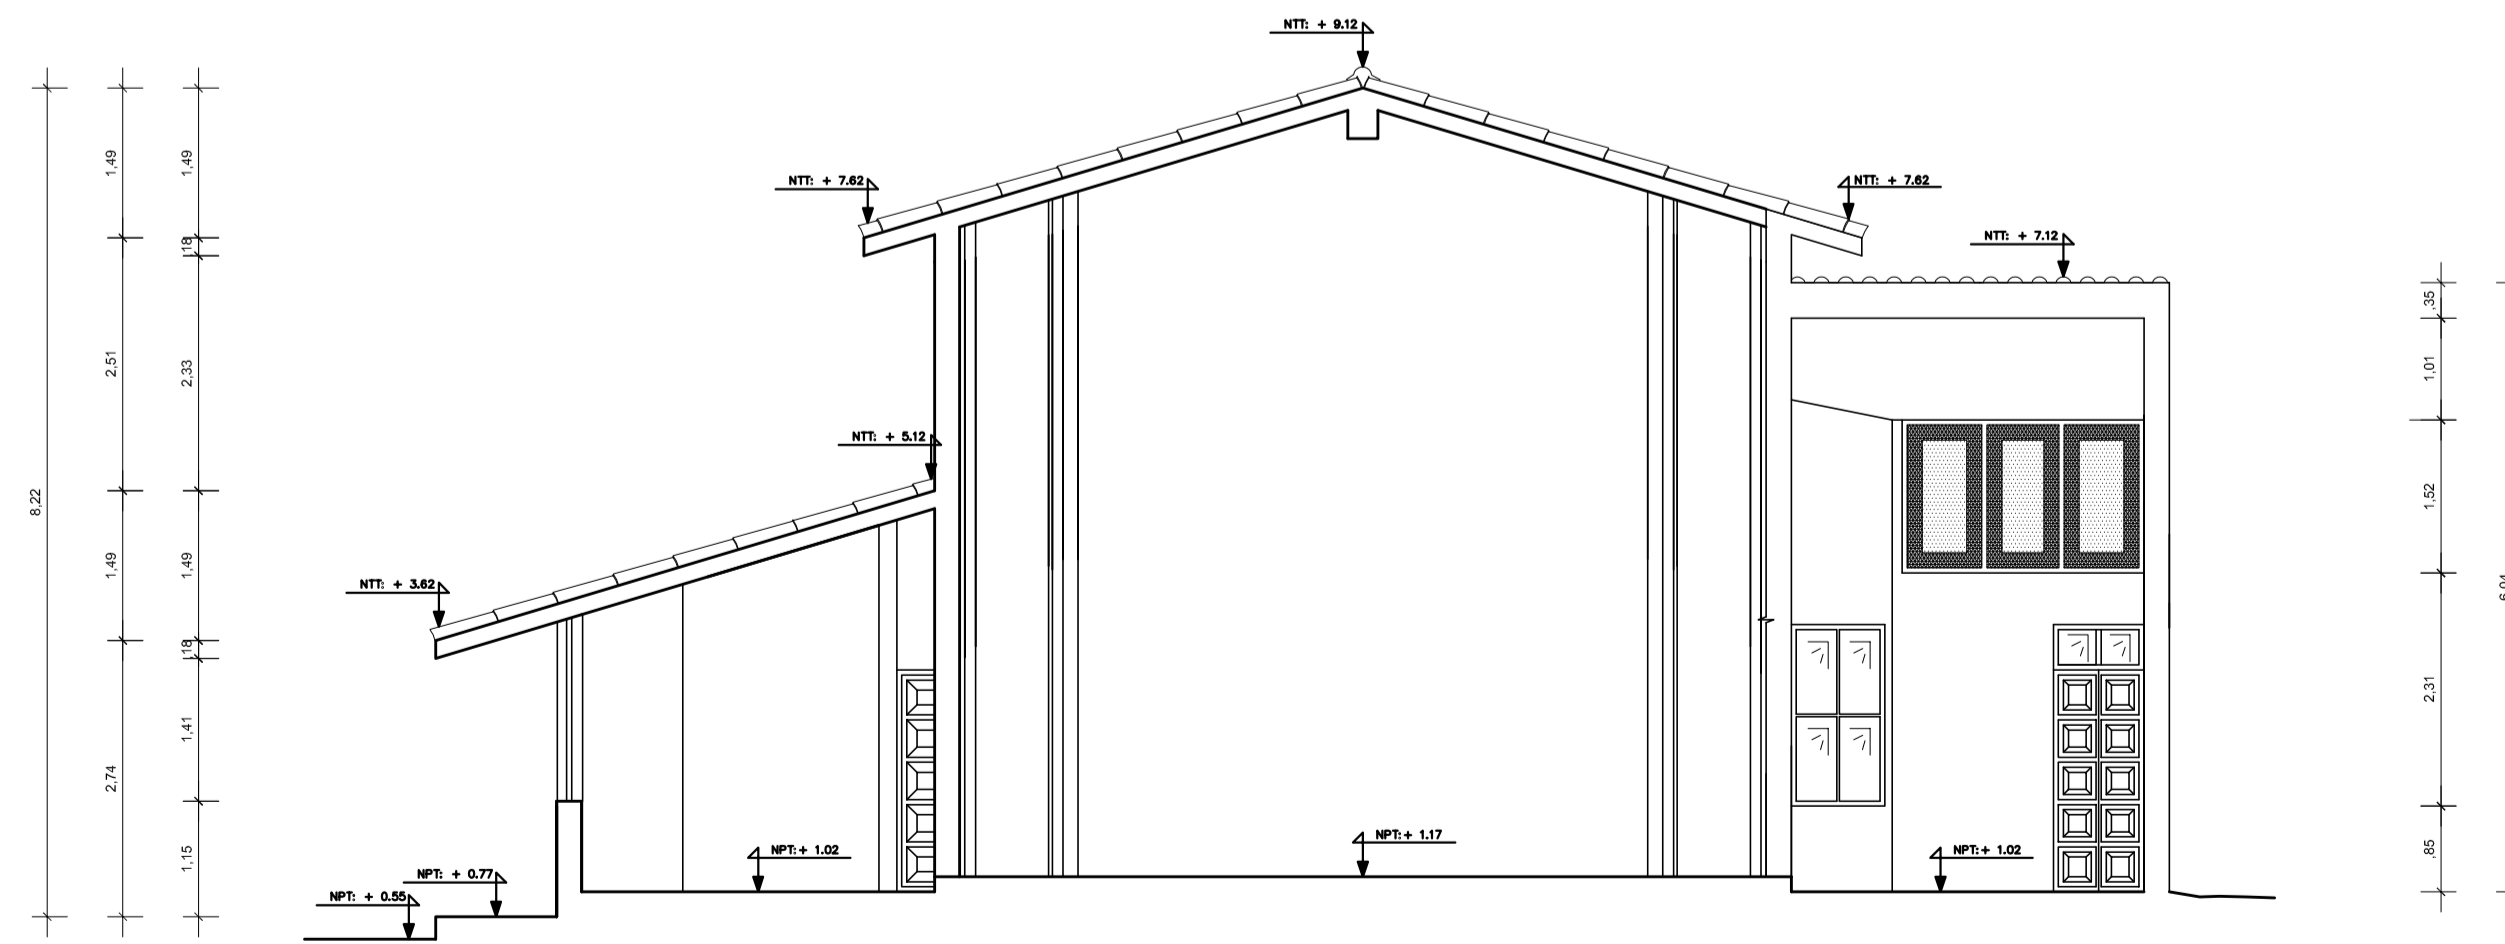 NTT: + 9.12
NTT: + 7.62
NTT: + 7.62
NTT: + 7.12
NTT: + 5.12
NTT: + 3.62
NPT:+ 1.17
NPT:+ 1.02
NPT:+ 1.02
NPT: + 0.77
NPT: + 0.55
8,22
1,49
2,51
1,49
2,74
1,49
,18
2,33
1,49
,18
1,41
1,15
,35
1,01
1,52
2,31
,85